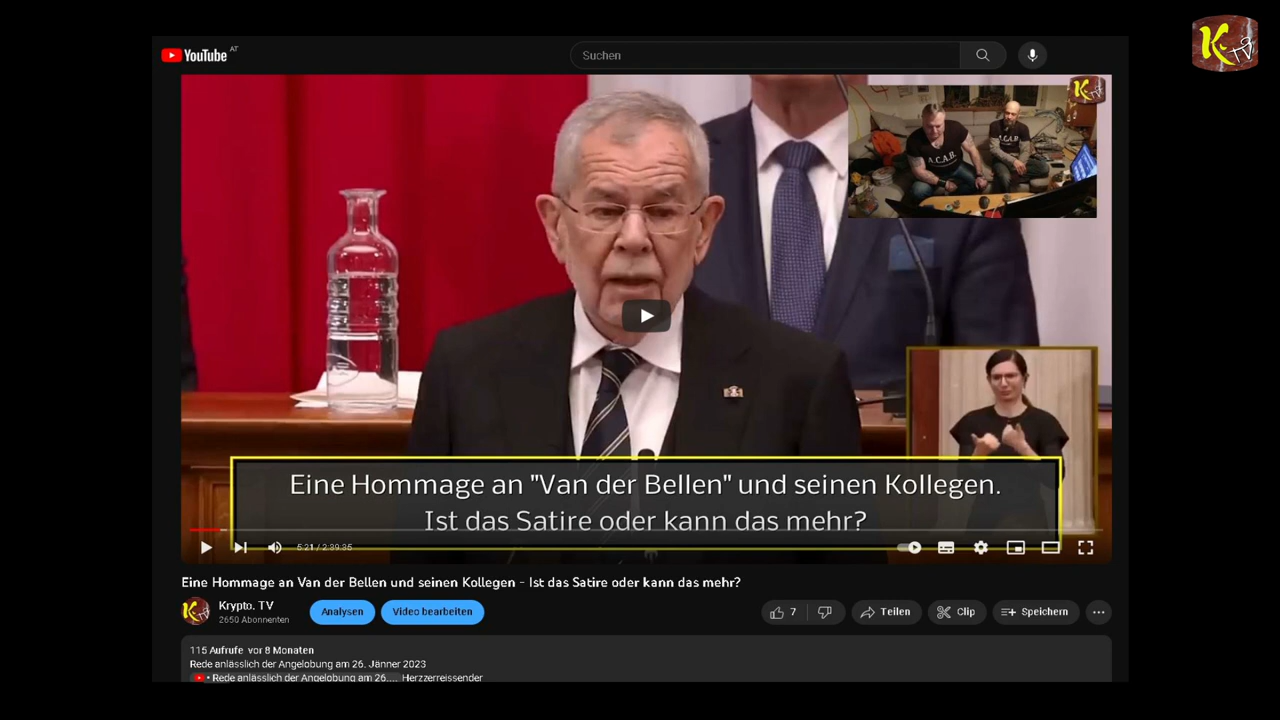 YouTube AT
Suchen
K TV
K TV
A.C.A.B.
A.C.A.B.
Eine Hommage an "Van der Bellen" und seinen Kollegen.
Ist das Satire oder kann das mehr?
5:21 / 2:39:35
Eine Hommage an Van der Bellen und seinen Kollegen - Ist das Satire oder kann das mehr?
Krypto. TV
2650 Abonnenten
Analysen
Video bearbeiten
7
Teilen
Clip
Speichern
115 Aufrufe vor 8 Monaten
Rede anlässlich der Angelobung am 26. Jänner 2023
• Rede anlässlich der Angelobung am 26.... Herzzerreissender